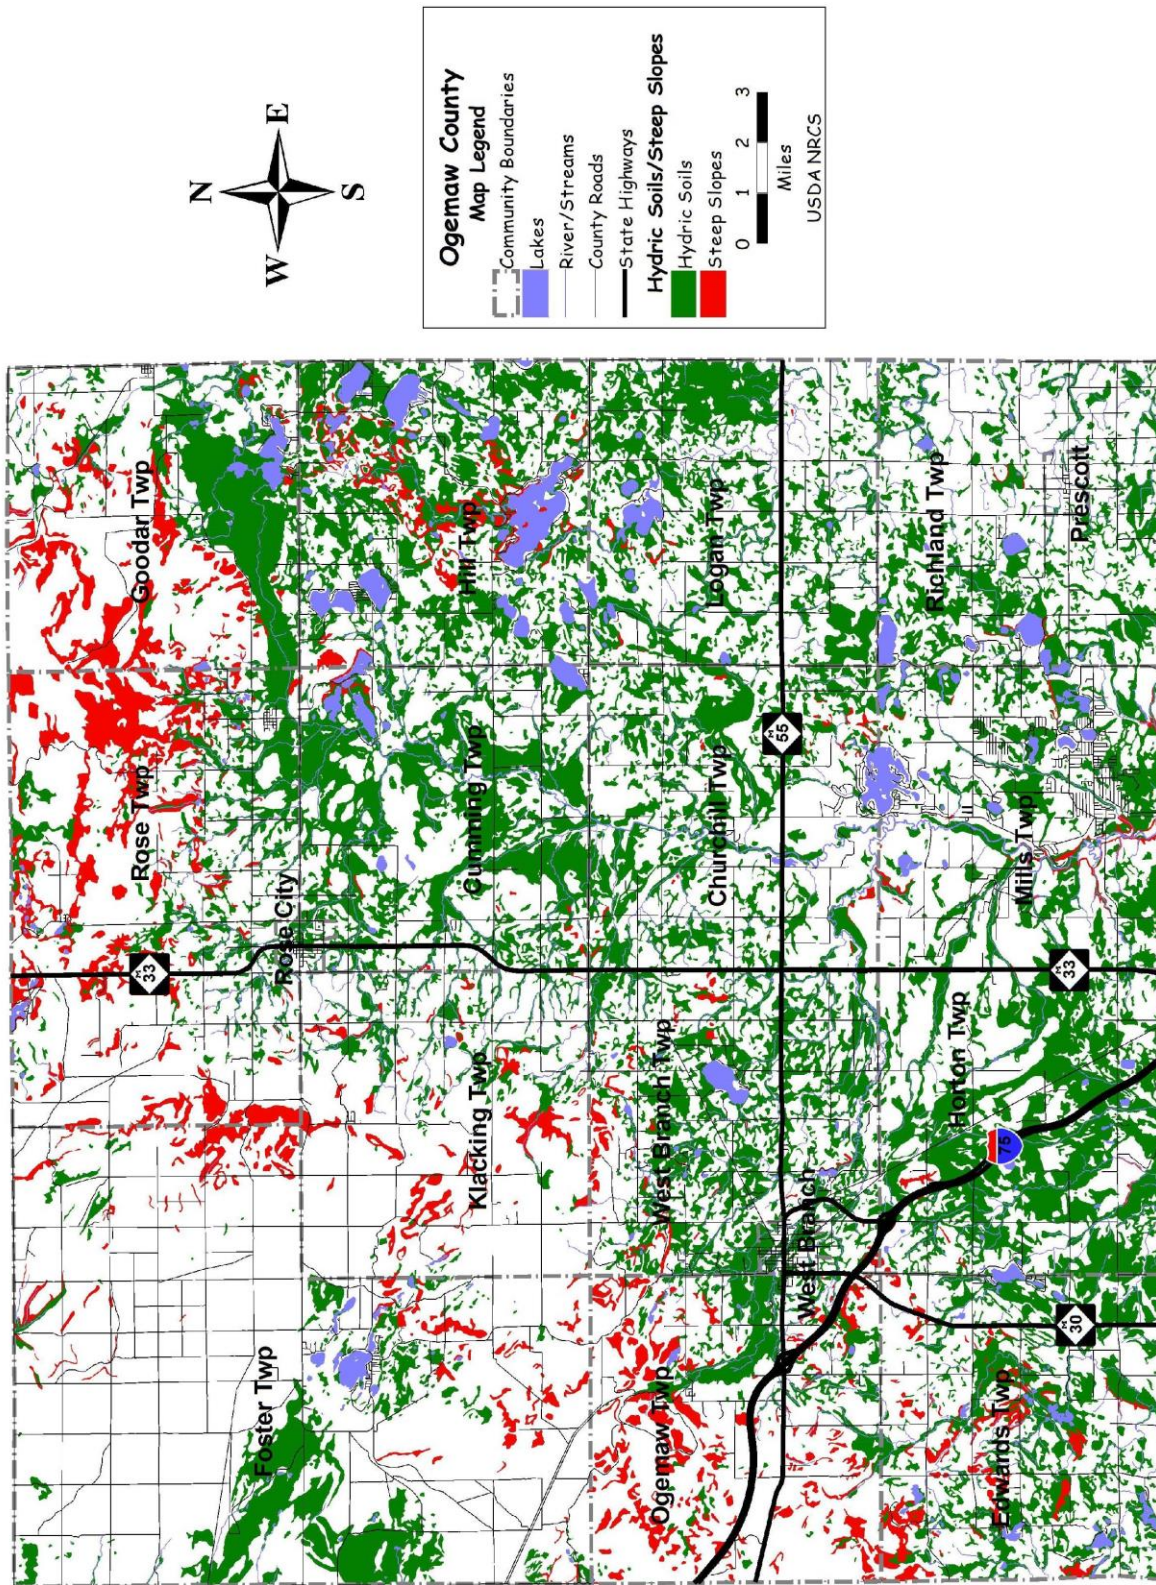 N
W E
S
Ogemaw County
Map Legend
Community Boundaries
Lakes
River/Streams
County Roads
State Highways
Hydric Soils/Steep Slopes
Hydric Soils
Steep Slopes
0 1 2 3
Miles
USDA NRCS
Goodar Twp
Rose Twp
M
33
Rose City
Foster Twp
Hill Twp
Cumming Twp
Klacking Twp
Logan Twp
Churchill Twp
West Branch Twp
Ogemaw Twp
M
55
West Branch
Richland Twp
Mills Twp
Horton Twp
Edwards Twp
75
Prescott
M
33
M
30